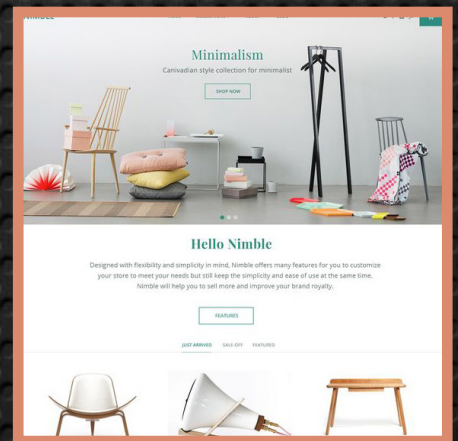 NIMBLE
Minimalism
Canivadian style collection for minimalist
SHOP NOW
Hello Nimble
Designed with flexibility and simplicity in mind, Nimble offers many features for you to customize
your store to meet your needs but still keep the simplicity and ease of use at the same time.
Nimble will help you to sell more and improve your brand royalty.
FEATURES
JUST ARRIVED SALE OFF FEATURED